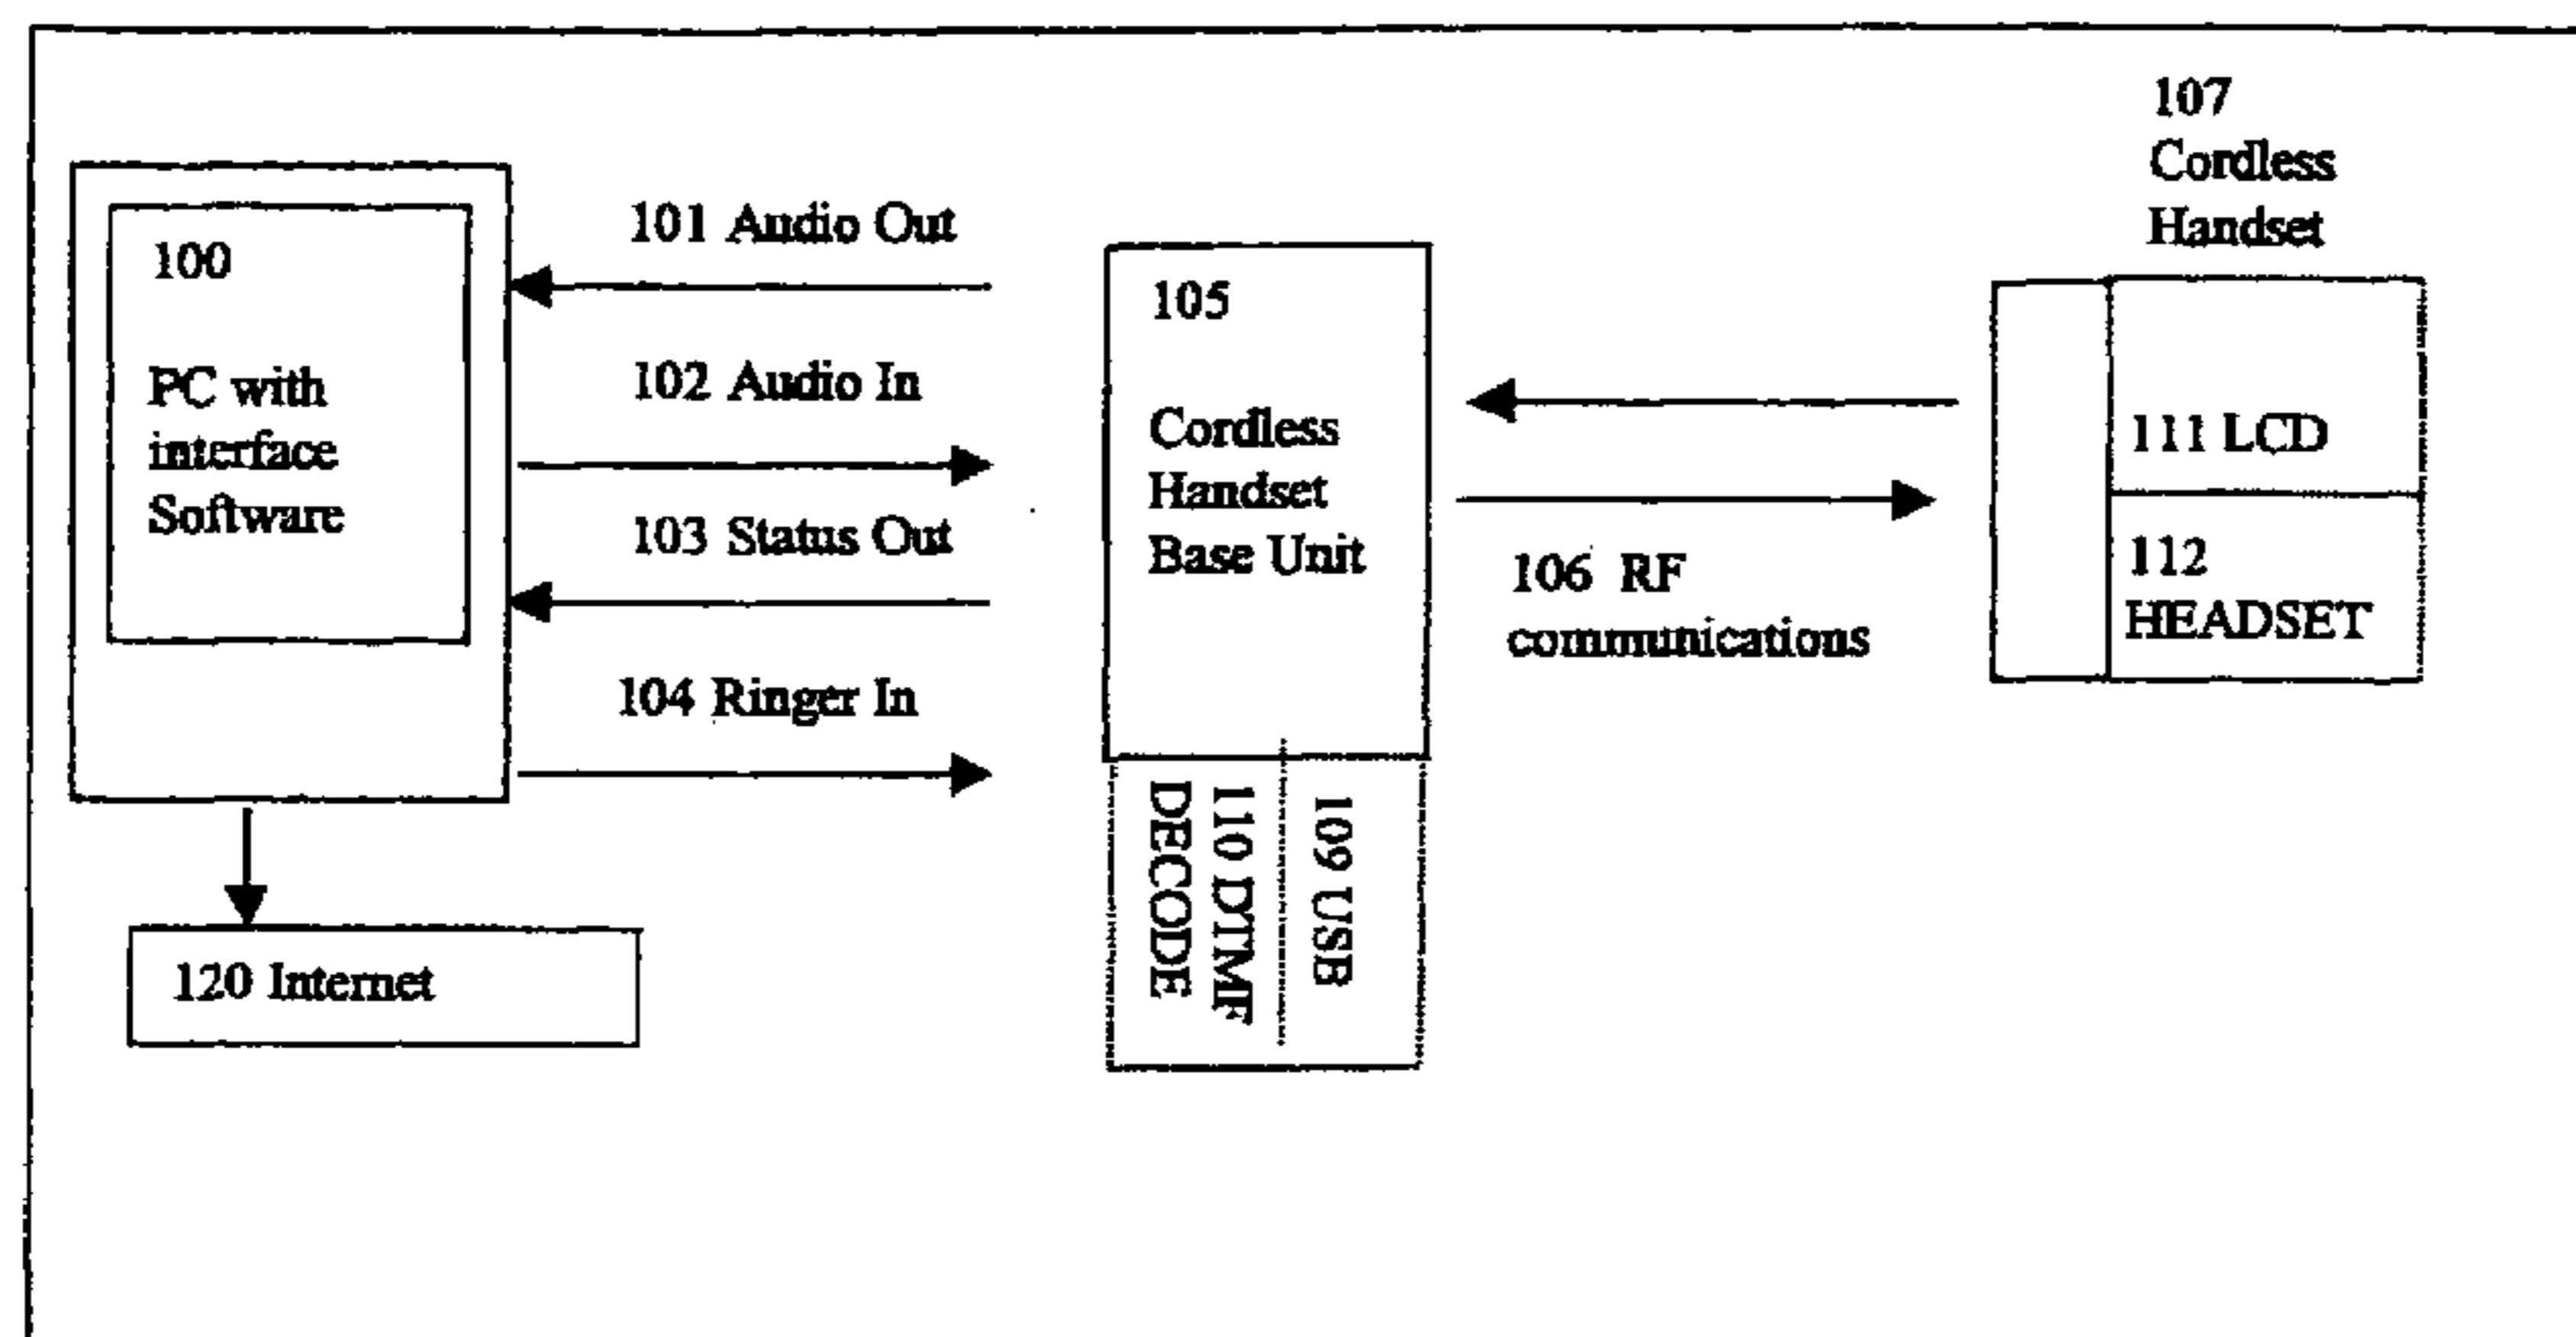 107
Cordless
Handset
100
PC with
interface
Software
101 Audio Out
102 Audio In
103 Status Out
104 Ringer In
105
Cordless
Handset
Base Unit
106 RF
communications
111 LCD
112
HEADSET
109 USB
110 DTMF
DECODE
120 Internet